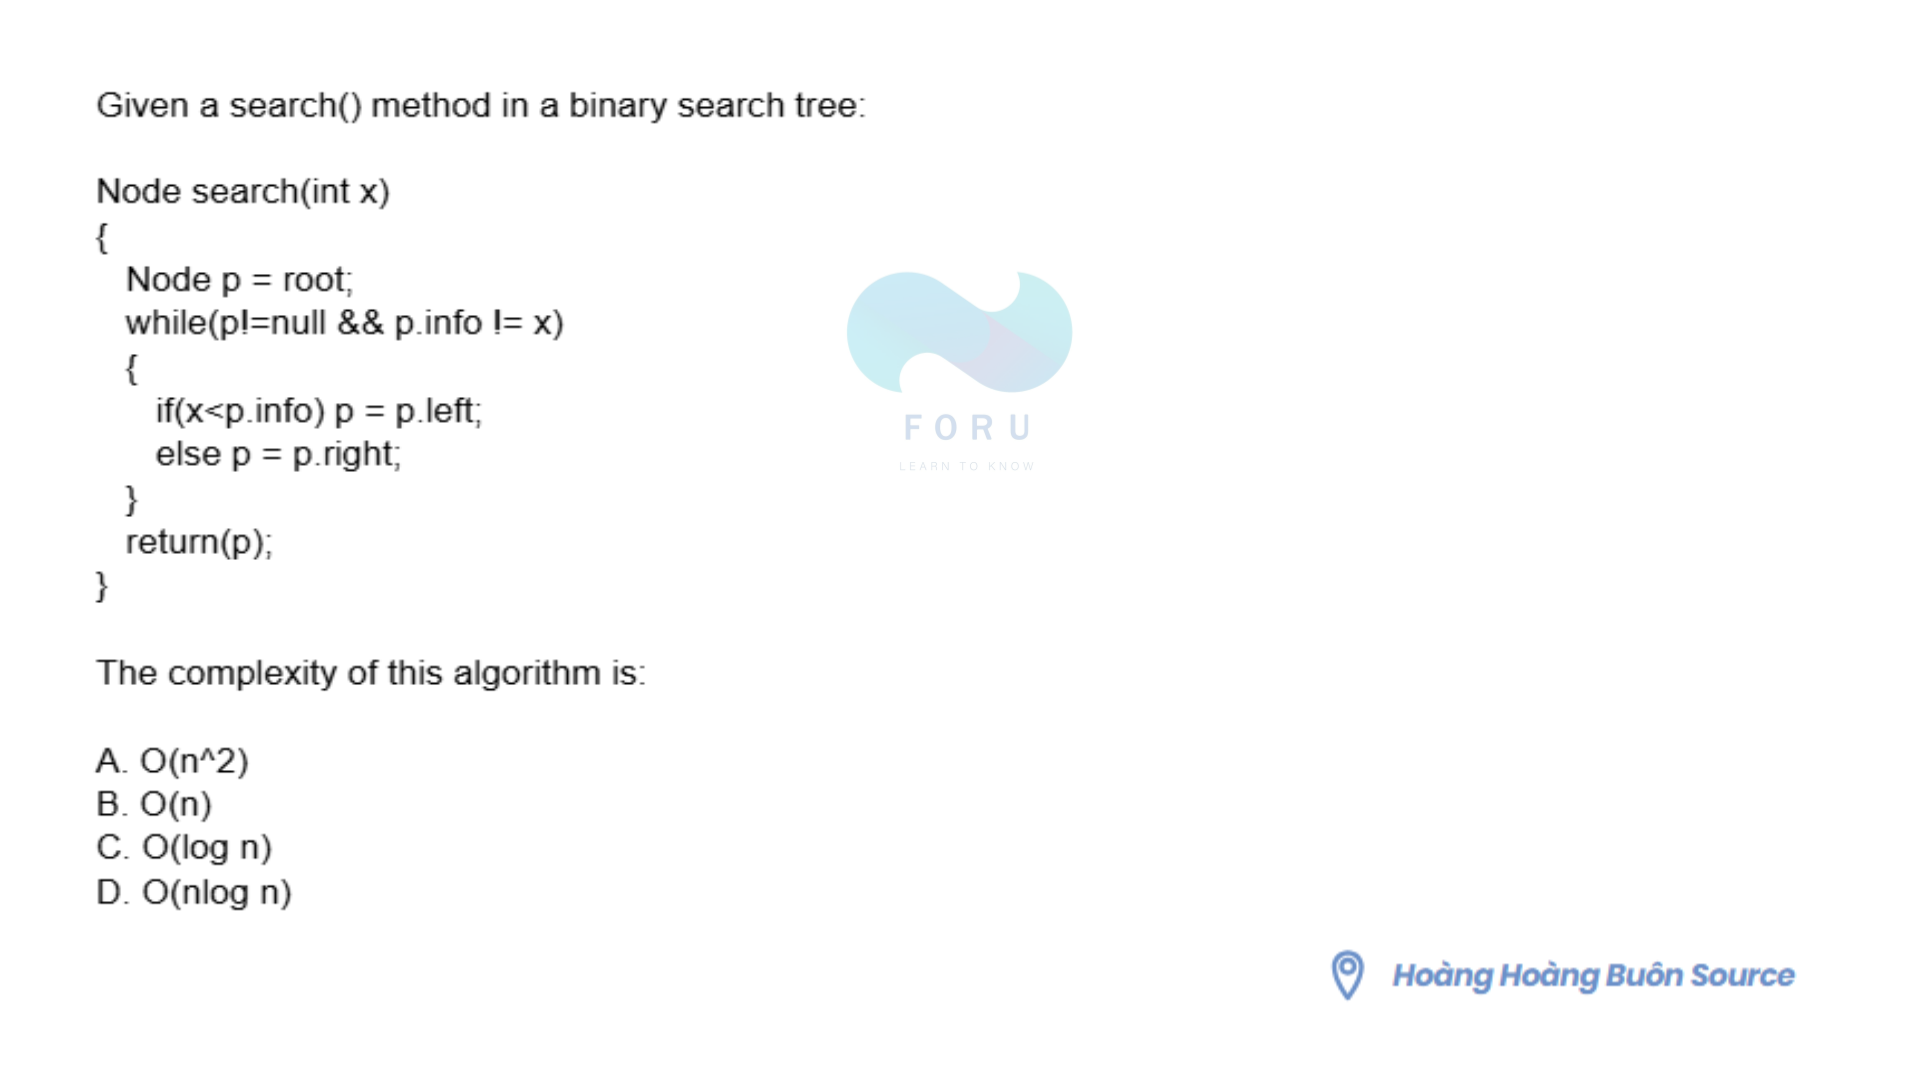 Given a search() method in a binary search tree:
Node search(int x)
{
Node p = root;
while(p!=null && p.info != x)
{
if(x<p.info) p = p.left;
else p = p.right;
}
return(p);
}
The complexity of this algorithm is:
A. O(n^2)
B. O(n)
C. O(log n)
D. O(nlog n)
FORU
LEARN TO KNOW
Hoàng Hoàng Buôn Source